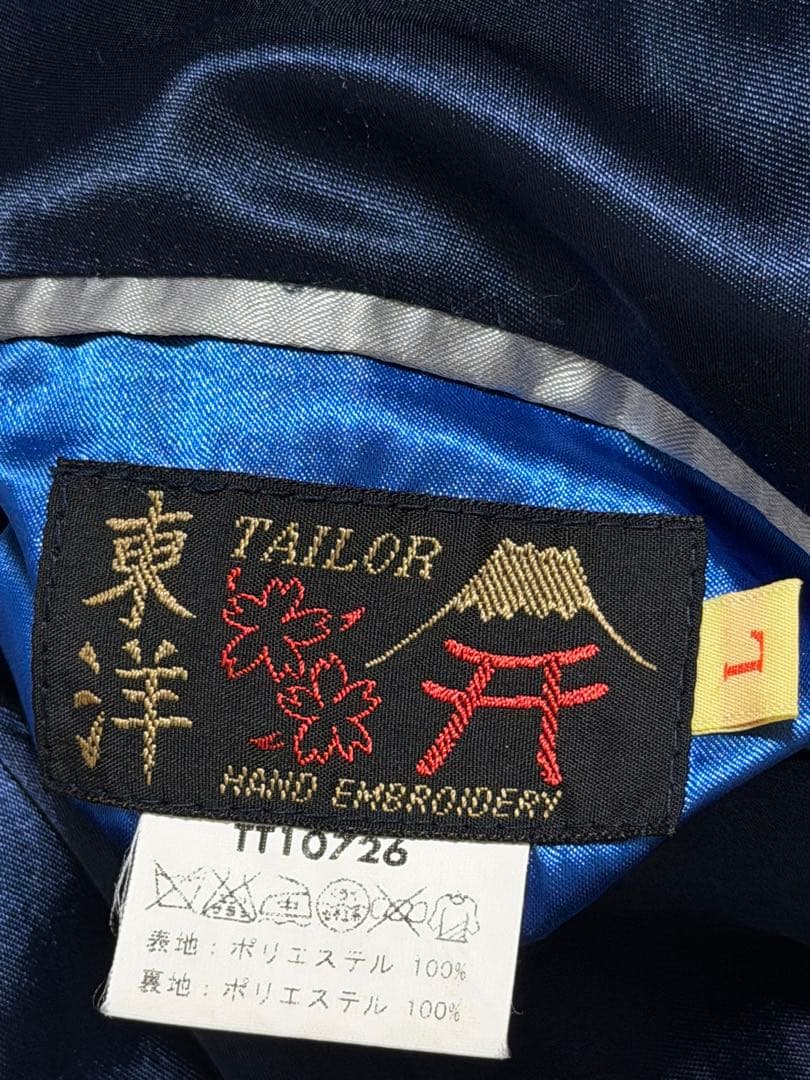 東洋
TAILOR
HAND EMBROIDERY
L
TT10726
表地:ポリエステル 100%
裏地:ポリエステル 100%